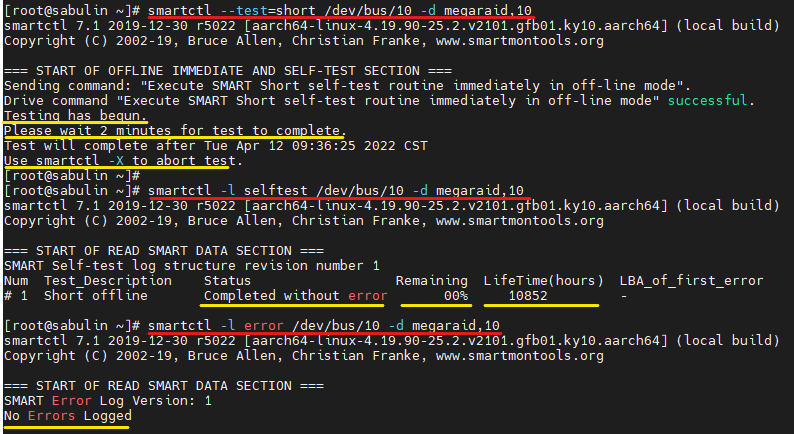 [root@sabulin ~]# smartctl --test=short /dev/bus/10 -d megaraid,10
smartctl 7.1 2019-12-30 r5022 [aarch64-linux-4.19.90-25.2.v2101.gfb01.ky10.aarch64] (local build)
Copyright (C) 2002-19, Bruce Allen, Christian Franke, www.smartmontools.org

=== START OF OFFLINE IMMEDIATE AND SELF-TEST SECTION ===
Sending command: "Execute SMART Short self-test routine immediately in off-line mode".
Drive command "Execute SMART Short self-test routine immediately in off-line mode" successful.
Testing has begun.
Please wait 2 minutes for test to complete.
Test will complete after Tue Apr 12 09:36:25 2022 CST
Use smartctl -X to abort test.
[root@sabulin ~]#
[root@sabulin ~]# smartctl -l selftest /dev/bus/10 -d megaraid,10
smartctl 7.1 2019-12-30 r5022 [aarch64-linux-4.19.90-25.2.v2101.gfb01.ky10.aarch64] (local build)
Copyright (C) 2002-19, Bruce Allen, Christian Franke, www.smartmontools.org

=== START OF READ SMART DATA SECTION ===
SMART Self-test log structure revision number 1
Num  Test_Description    Status                  Remaining  LifeTime(hours)  LBA_of_first_error
# 1  Short offline       Completed without error       00%     10852         -

[root@sabulin ~]# smartctl -l error /dev/bus/10 -d megaraid,10
smartctl 7.1 2019-12-30 r5022 [aarch64-linux-4.19.90-25.2.v2101.gfb01.ky10.aarch64] (local build)
Copyright (C) 2002-19, Bruce Allen, Christian Franke, www.smartmontools.org

=== START OF READ SMART DATA SECTION ===
SMART Error Log Version: 1
No Errors Logged